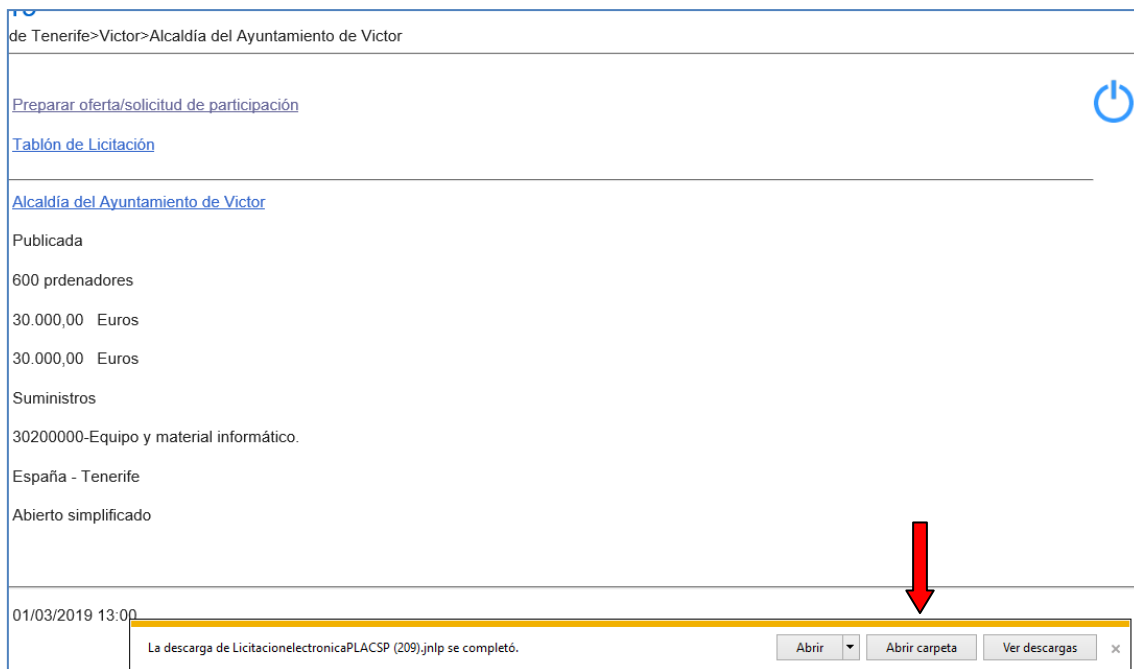 de Tenerife>Victor>Alcaldía del Ayuntamiento de Victor
Preparar oferta/solicitud de participación
Tablón de Licitación
Alcaldía del Ayuntamiento de Victor
Publicada
600 prdenadores
30.000,00 Euros
30.000,00 Euros
Suministros
30200000-Equipo y material informático.
España - Tenerife
Abierto simplificado
01/03/2019 13:00
La descarga de LicitacionelectronicaPLACSP (209).jnlp se completó.
Abrir
Abrir carpeta
Ver descargas